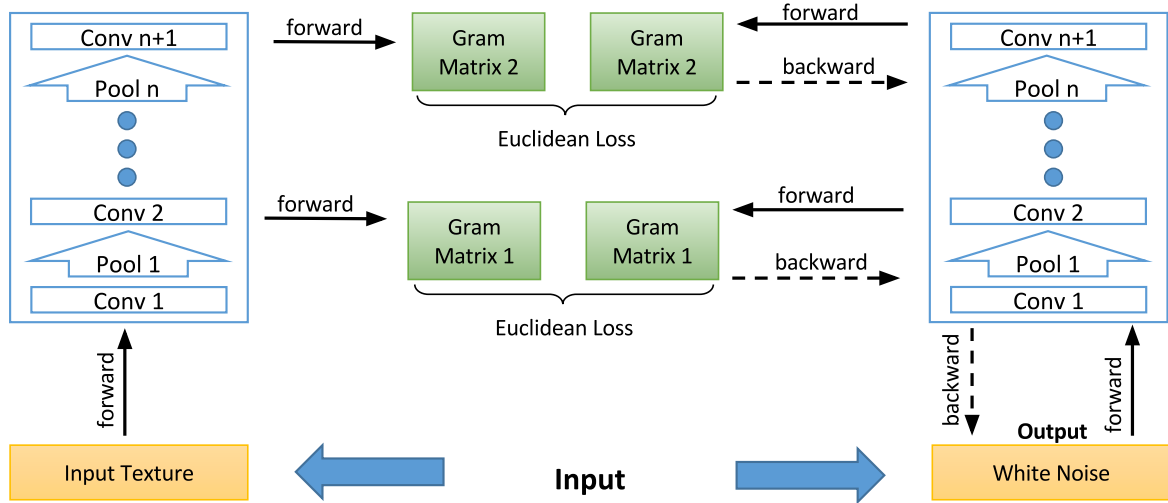 Conv n+1
Pool n
Conv 2
Pool 1
Conv 1
forward
Input Texture
forward
Gram
Matrix 2
Gram
Matrix 2
Euclidean Loss
forward
backward
forward
Gram
Matrix 1
Gram
Matrix 1
Euclidean Loss
forward
backward
Input
Conv n+1
Pool n
Conv 2
Pool 1
Conv 1
backward
forward
Output
White Noise